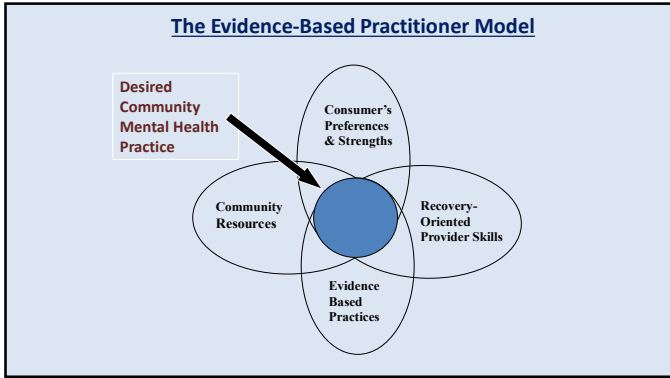 The Evidence-Based Practitioner Model
Desired
Community
Mental Health
Practice
Consumer's
Preferences
& Strengths
Community
Resources
Recovery-
Oriented
Provider Skills
Evidence
Based
Practices